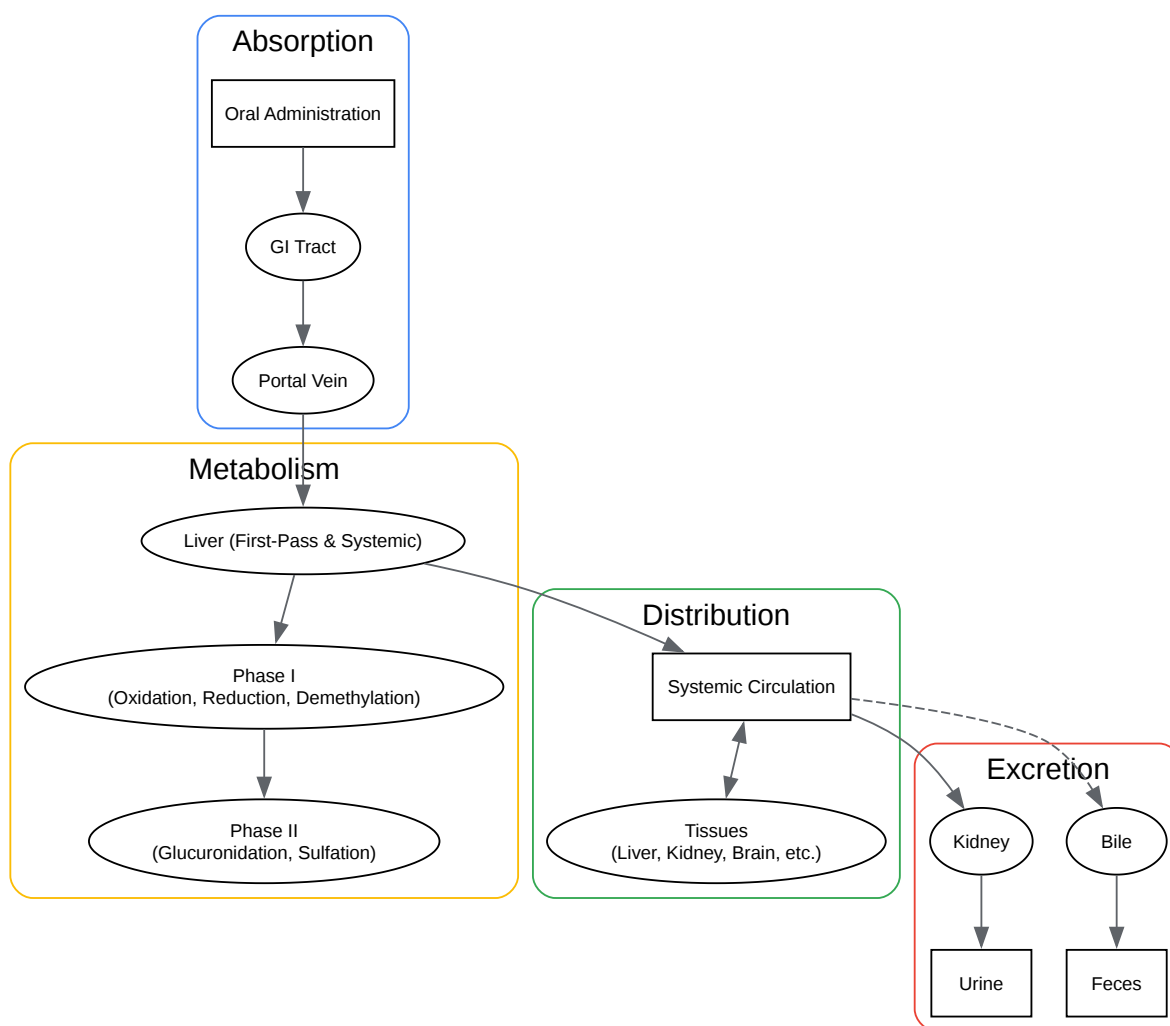 Absorption
Oral Administration
GI Tract
Portal Vein
Metabolism
Liver (First-Pass & Systemic)
Phase I
(Oxidation, Reduction, Demethylation)
Phase II
(Glucuronidation, Sulfation)
Distribution
Systemic Circulation
Tissues
(Liver, Kidney, Brain, etc.)
Excretion
Kidney
Bile
Urine
Feces